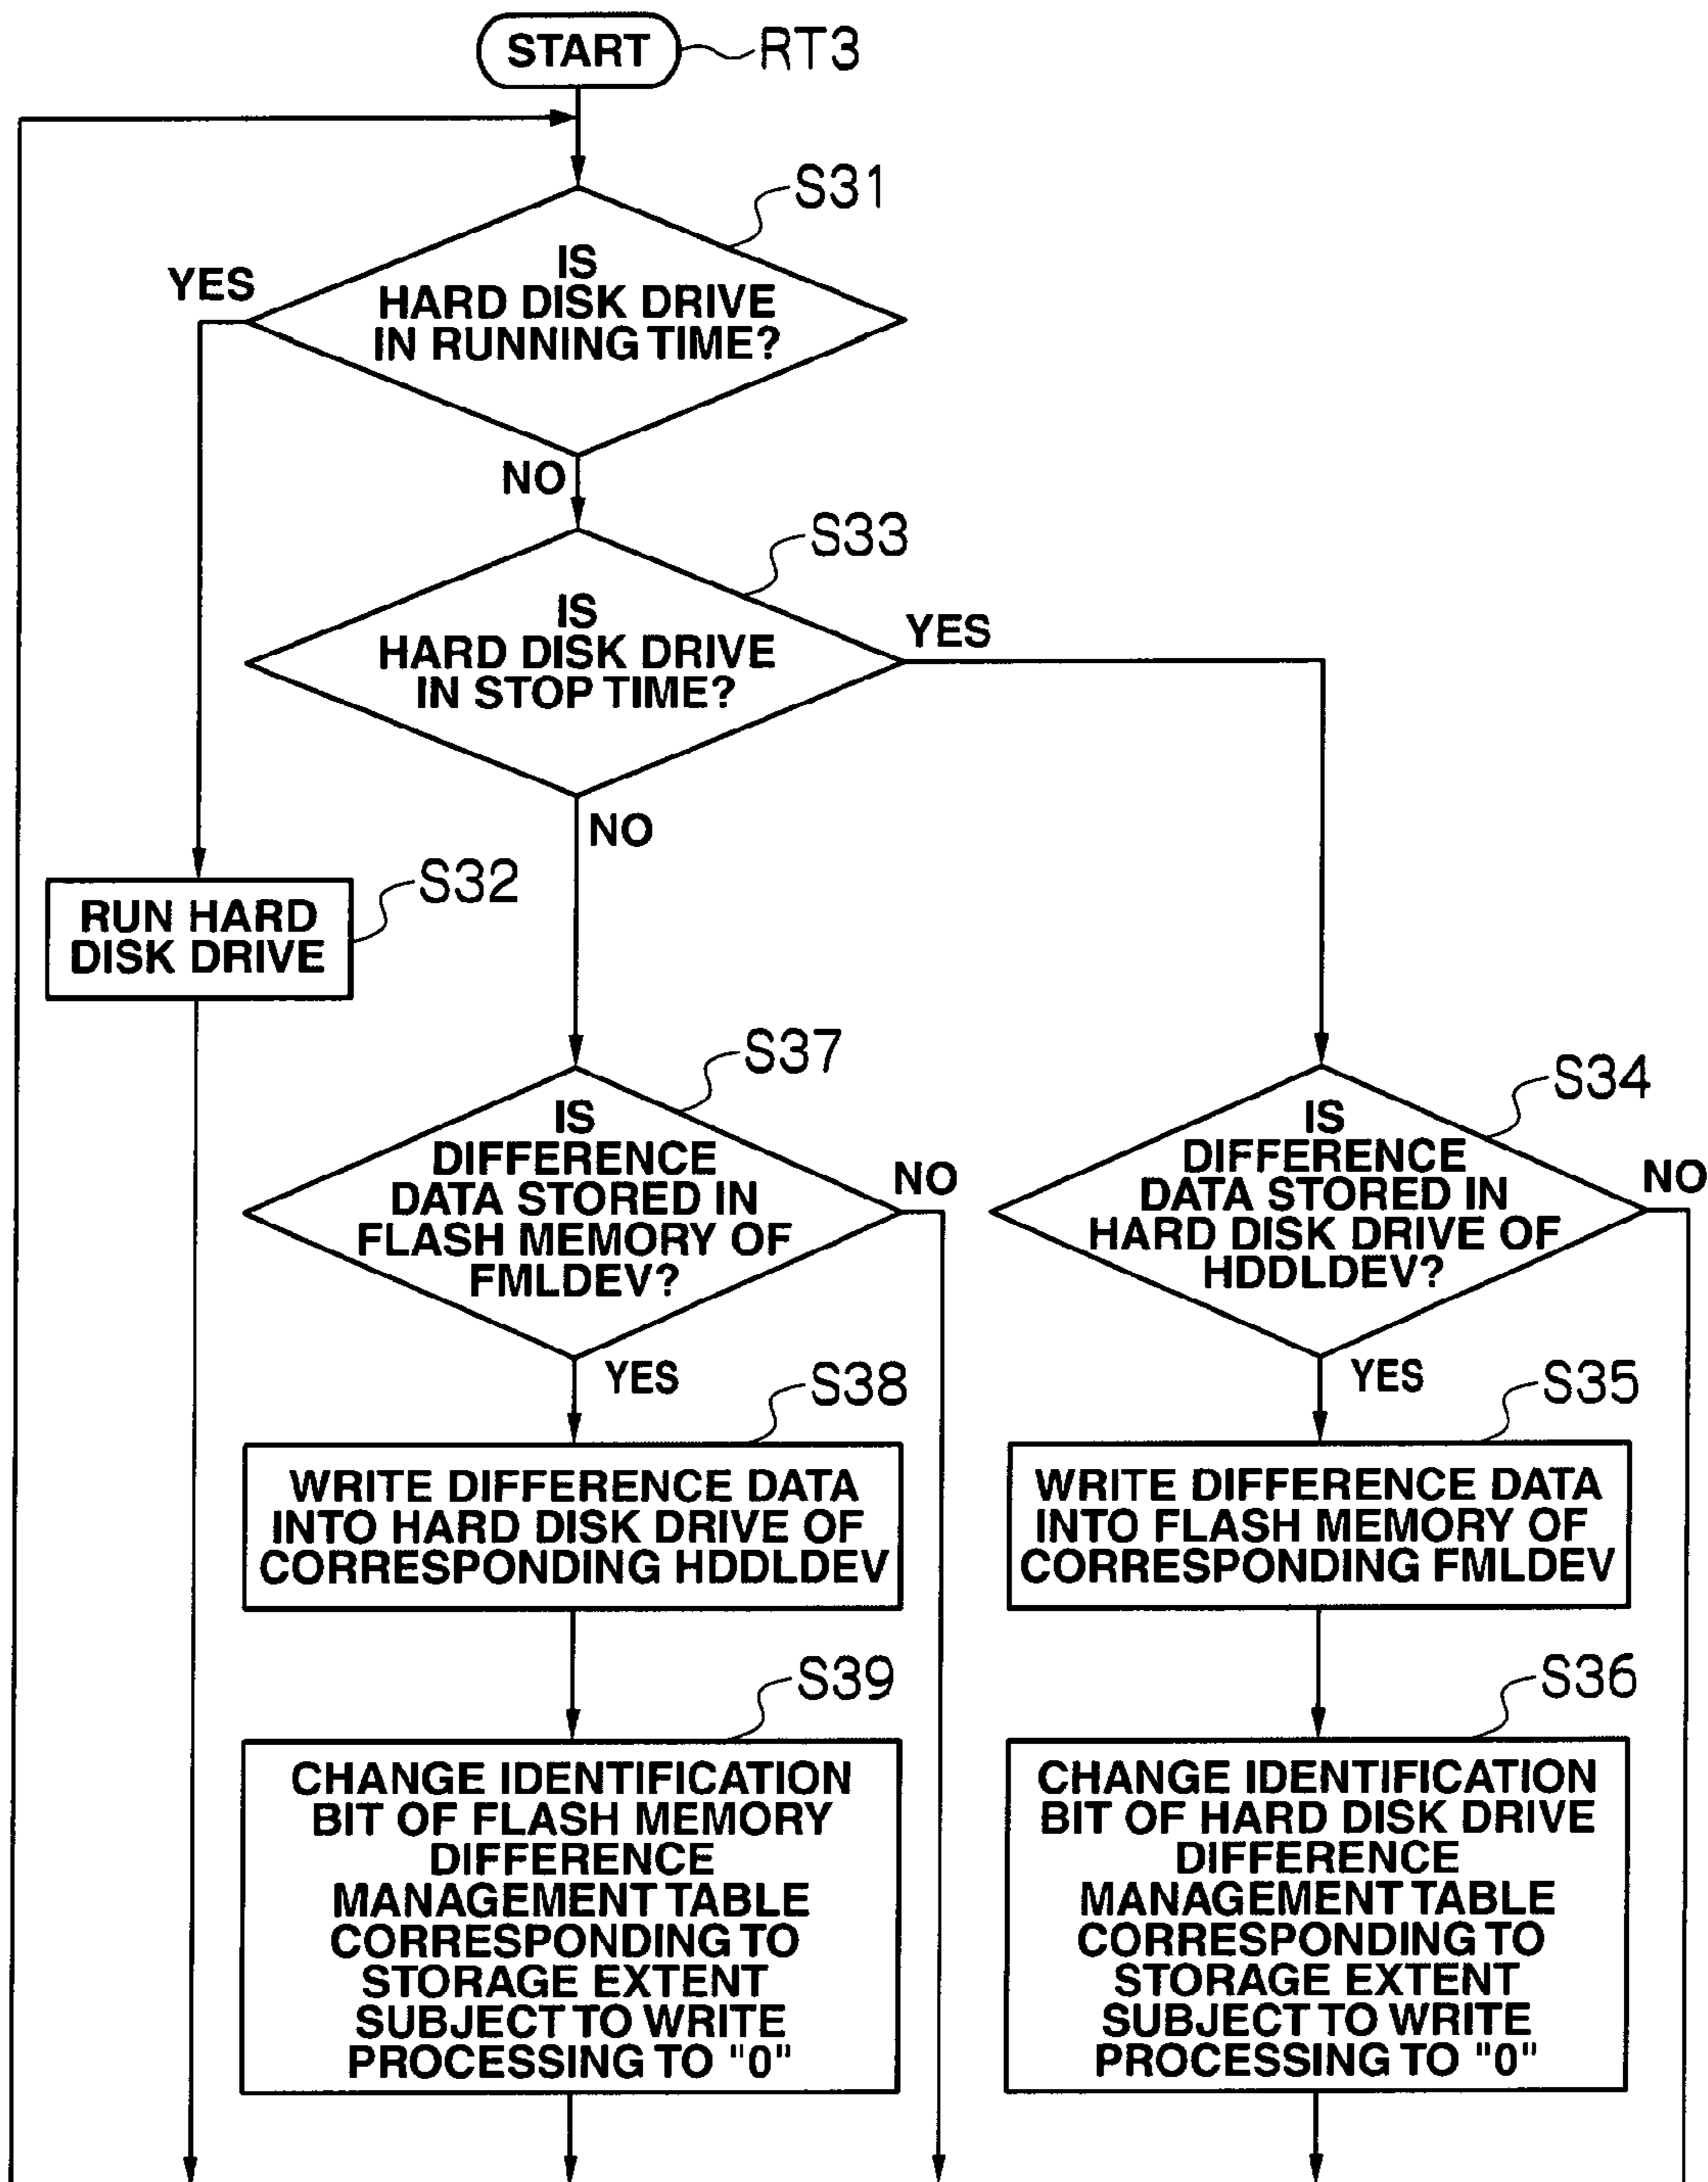 START
RT3
S31
IS
HARD DISK DRIVE
IN RUNNING TIME?
YES
NO
S33
IS
HARD DISK DRIVE
IN STOP TIME?
YES
NO
S32
RUN HARD
DISK DRIVE
S37
IS
DIFFERENCE
DATA STORED IN
FLASH MEMORY OF
FMLDEV?
NO
YES
S34
IS
DIFFERENCE
DATA STORED IN
HARD DISK DRIVE OF
HDDLDEV?
NO
YES
S38
WRITE DIFFERENCE DATA
INTO HARD DISK DRIVE OF
CORRESPONDING HDDLDEV
S35
WRITE DIFFERENCE DATA
INTO FLASH MEMORY OF
CORRESPONDING FMLDEV
S39
CHANGE IDENTIFICATION
BIT OF FLASH MEMORY
DIFFERENCE
MANAGEMENT TABLE
CORRESPONDING TO
STORAGE EXTENT
SUBJECT TO WRITE
PROCESSING TO "0"
S36
CHANGE IDENTIFICATION
BIT OF HARD DISK DRIVE
DIFFERENCE
MANAGEMENT TABLE
CORRESPONDING TO
STORAGE EXTENT
SUBJECT TO WRITE
PROCESSING TO "0"